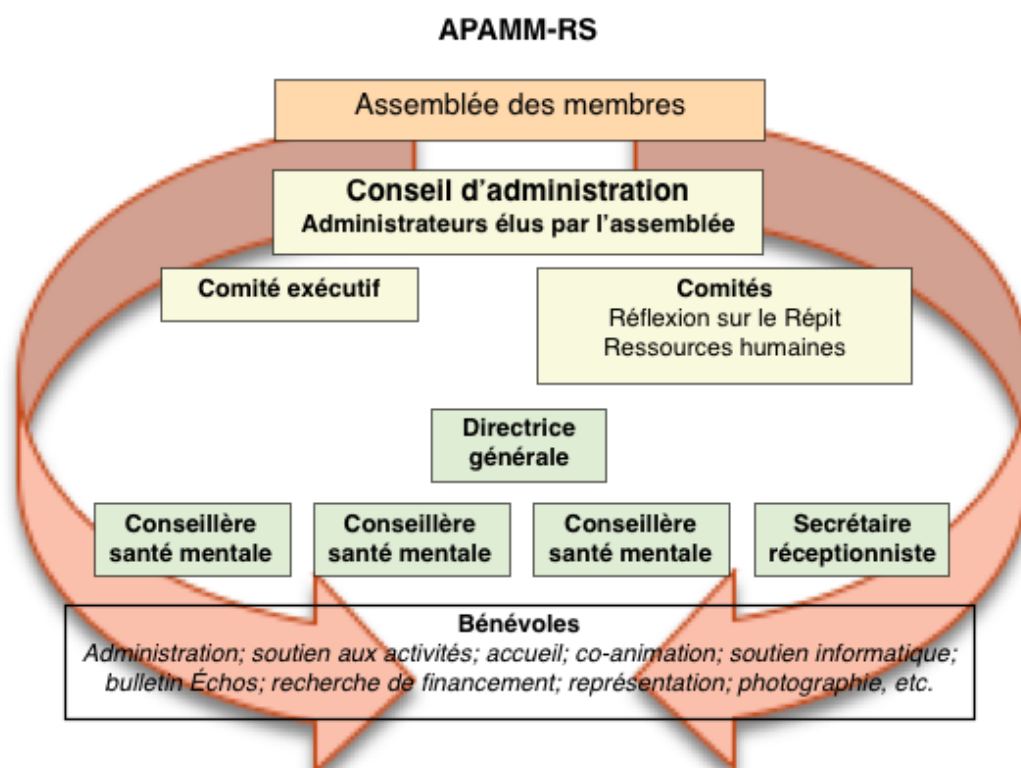 APAMM-RS
Assemblée des membres
Conseil d'administration
Administrateurs élus par l'assemblée
Comité exécutif
Comités
Réflexion sur le Répit
Ressources humaines
Directrice
générale
Conseillère
santé mentale
Conseillère
santé mentale
Conseillère
santé mentale
Secrétaire
réceptionniste
Bénévoles
Administration; soutien aux activités; accueil; co-animation; soutien informatique;
bulletin Échos; recherche de financement; représentation; photographie, etc.